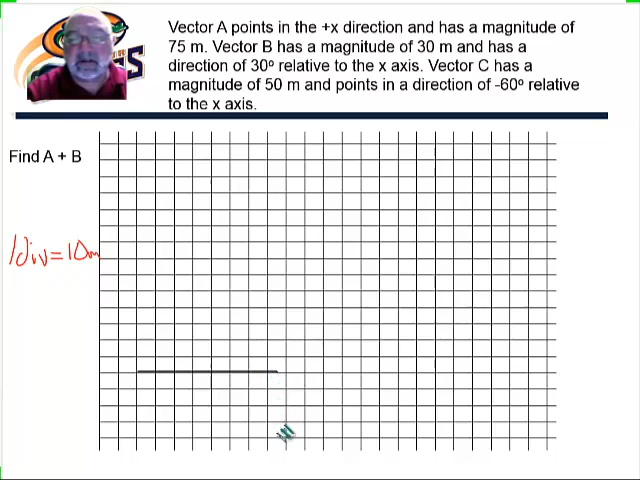 Vector A points in the +x direction and has a magnitude of
75 m. Vector B has a magnitude of 30 m and has a
direction of 30º relative to the x axis. Vector C has a
magnitude of 50 m and points in a direction of -60º relative
to the x axis.
Find A + B
1div=10m